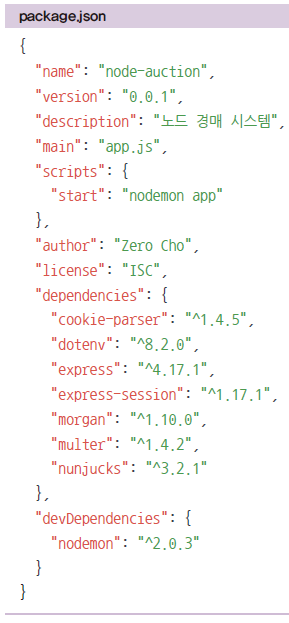 package.json
{
  "name": "node-auction",
  "version": "0.0.1",
  "description": "노드 경매 시스템",
  "main": "app.js",
  "scripts": {
    "start": "nodemon app"
  },
  "author": "Zero Cho",
  "license": "ISC",
  "dependencies": {
    "cookie-parser": "^1.4.5",
    "dotenv": "^8.2.0",
    "express": "^4.17.1",
    "express-session": "^1.17.1",
    "morgan": "^1.10.0",
    "multer": "^1.4.2",
    "nunjucks": "^3.2.1"
  },
  "devDependencies": {
    "nodemon": "^2.0.3"
  }
}